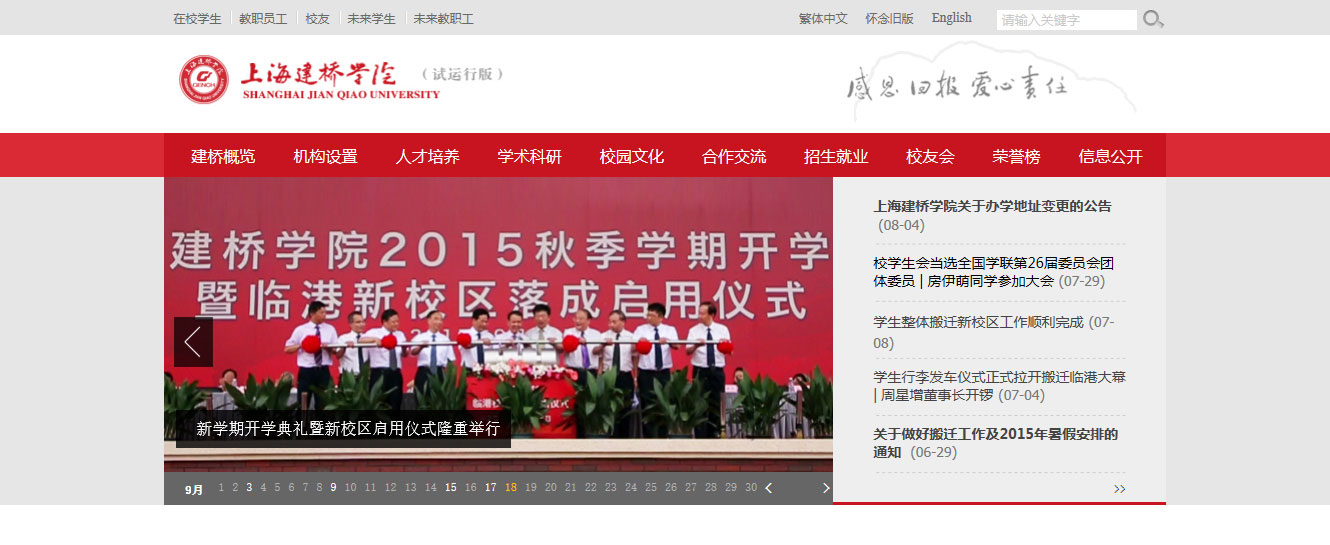 在校学生 教职员工 校友 未来学生 未来教职工 繁体中文 怀念旧版 English 请输入关键字
上海建桥学院 (试运行版)
SHANGHAI JIAN QIAO UNIVERSITY
感恩 回报 爱心 责任
建桥概览 机构设置 人才培养 学术科研 校园文化 合作交流 招生就业 校友会 荣誉榜 信息公开
建桥学院2015秋季学期开学
暨临港新校区落成启用仪式
新学期开学典礼暨新校区启用仪式隆重举行
9月 1 2 3 4 5 6 7 8 9 10 11 12 13 14 15 16 17 18 19 20 21 22 23 24 25 26 27 28 29 30
上海建桥学院关于办学地址变更的公告
(08-04)
校学生会当选全国学联第26届委员会团
体委员 | 房伊萌同学参加大会 (07-29)
学生整体搬迁新校区工作顺利完成 (07-
08)
学生行李发车仪式正式拉开搬迁临港大幕
| 周星增董事长开锣 (07-04)
关于做好搬迁工作及2015年暑假安排的
通知 (06-29)
>>